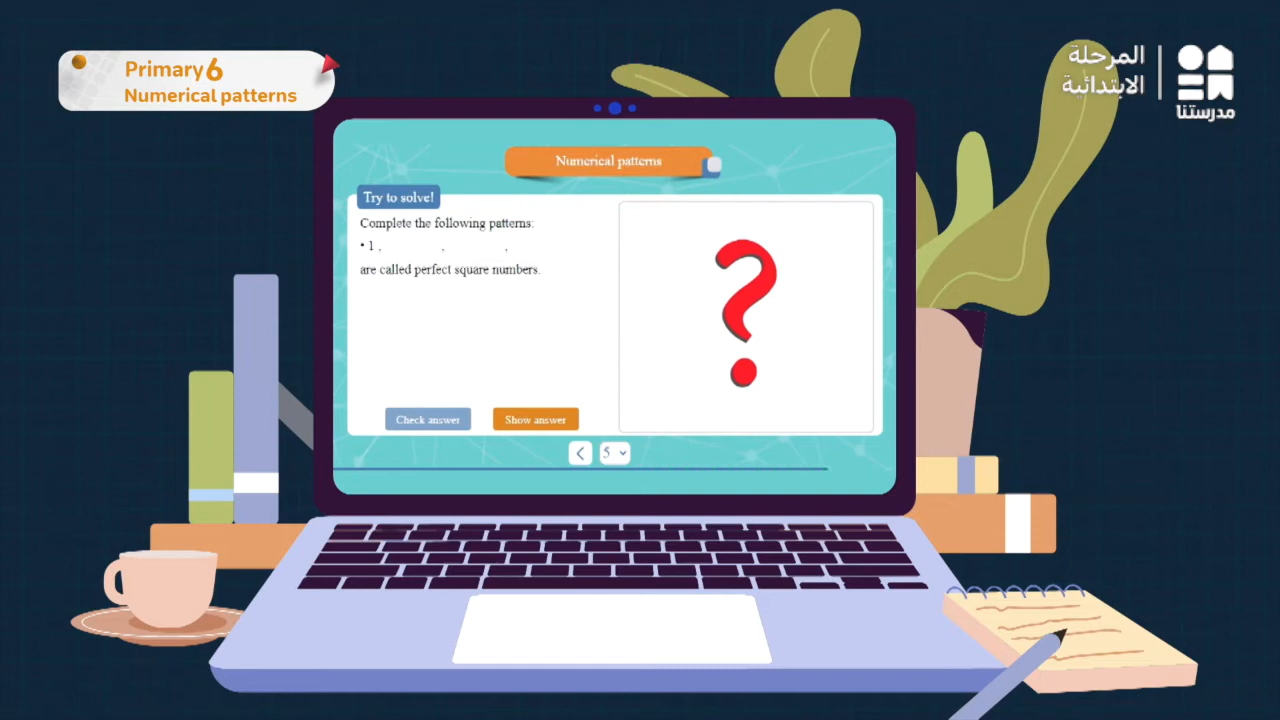 Primary 6
Numerical patterns
المرحلة
الابتدائية
مدرستنا
Numerical patterns
Try to solve!
Complete the following patterns:
• 1 , , ,
are called perfect square numbers.
?
Check answer
Show answer
5